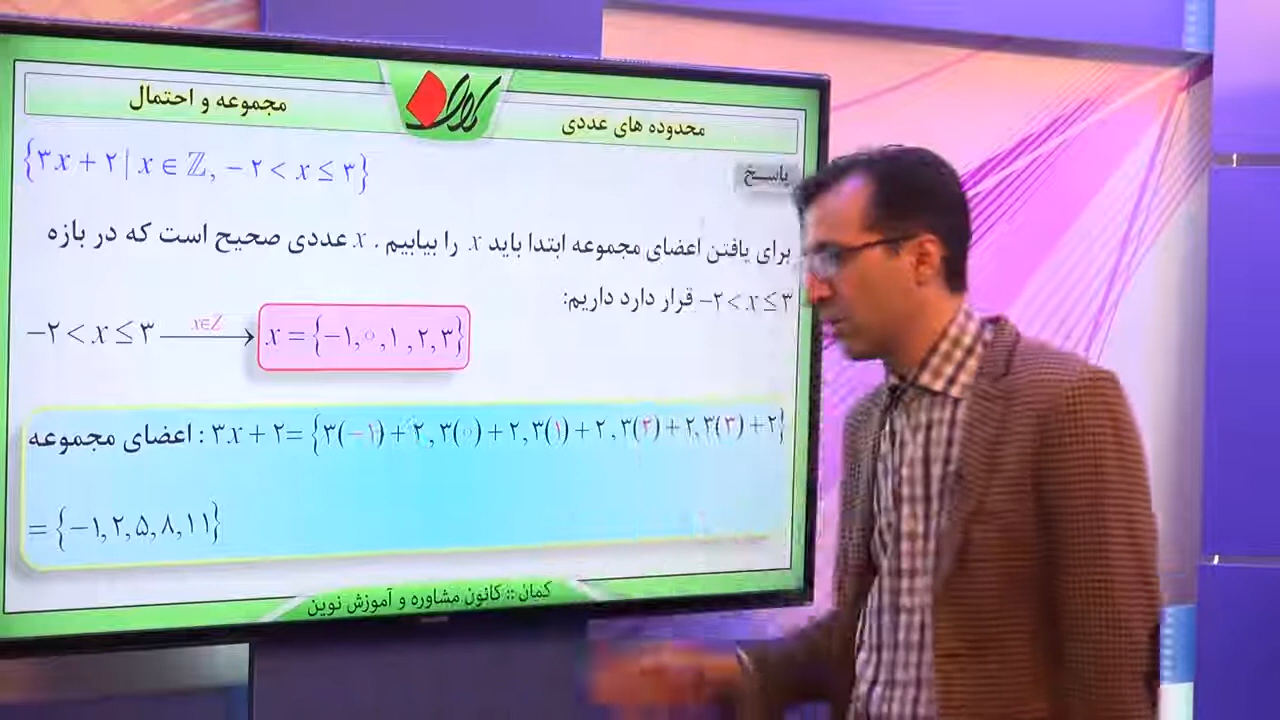 محدوده های عددی
مجموعه و احتمال
پاسخ
{۳x + ۲ | x ∈ ℤ, −۲ < x ≤ ۳}
برای یافتن اعضای مجموعه ابتدا باید x را بیابیم . x عددی صحیح است که در بازه
−۲ < x ≤ ۳ قرار دارد داریم:
−۲ < x ≤ ۳ ⟶ x∈ℤ x = {−۱, ۰, ۱, ۲, ۳}
اعضای مجموعه : ۳x + ۲ = {۳(−۱) + ۲, ۳(۰) + ۲, ۳(۱) + ۲, ۳(۲) + ۲, ۳(۳) + ۲}
= {−۱, ۲, ۵, ۸, ۱۱}
کمان :: کانون مشاوره و آموزش نوین